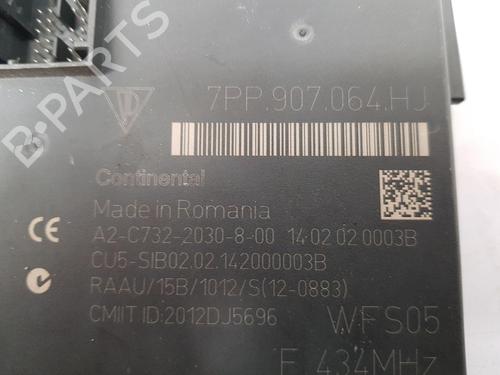 7PP.907.064.HJ
Continental
Made in Romania
A2-C732-2030-8-00 14 02 02 0003B
CU5-SIB02.02.142000003B
RAAU/15B/1012/S(12-0883)
CMIIT ID:2012DJ5696
WFS05
F 434MHz
CE
B-PARTS